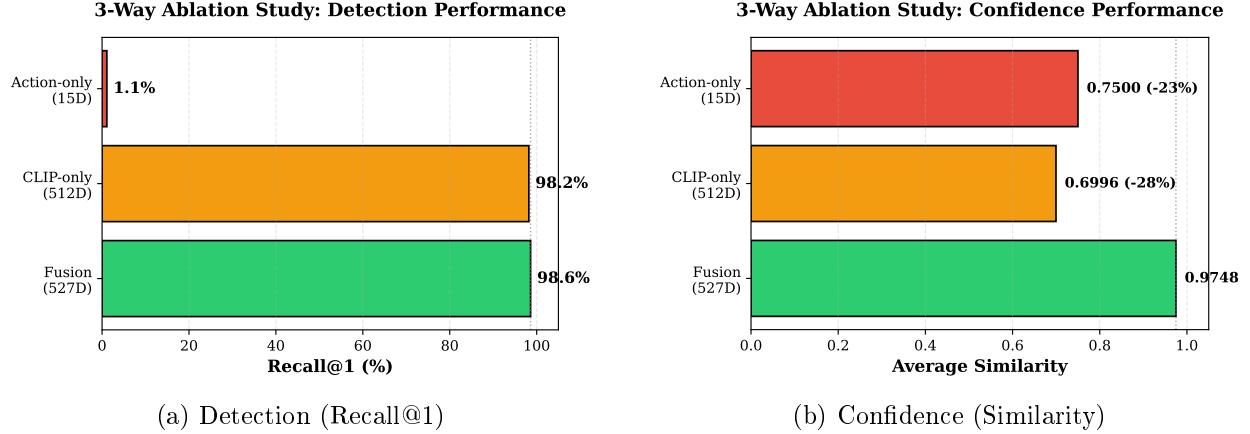 3-Way Ablation Study: Detection Performance
Action-only
(15D)
1.1%
CLIP-only
(512D)
98.2%
Fusion
(527D)
98.6%
0 20 40 60 80 100
Recall@1 (%)
(a) Detection (Recall@1)
3-Way Ablation Study: Confidence Performance
Action-only
(15D)
0.7500 (-23%)
CLIP-only
(512D)
0.6996 (-28%)
Fusion
(527D)
0.9748
0.0 0.2 0.4 0.6 0.8 1.0
Average Similarity
(b) Confidence (Similarity)